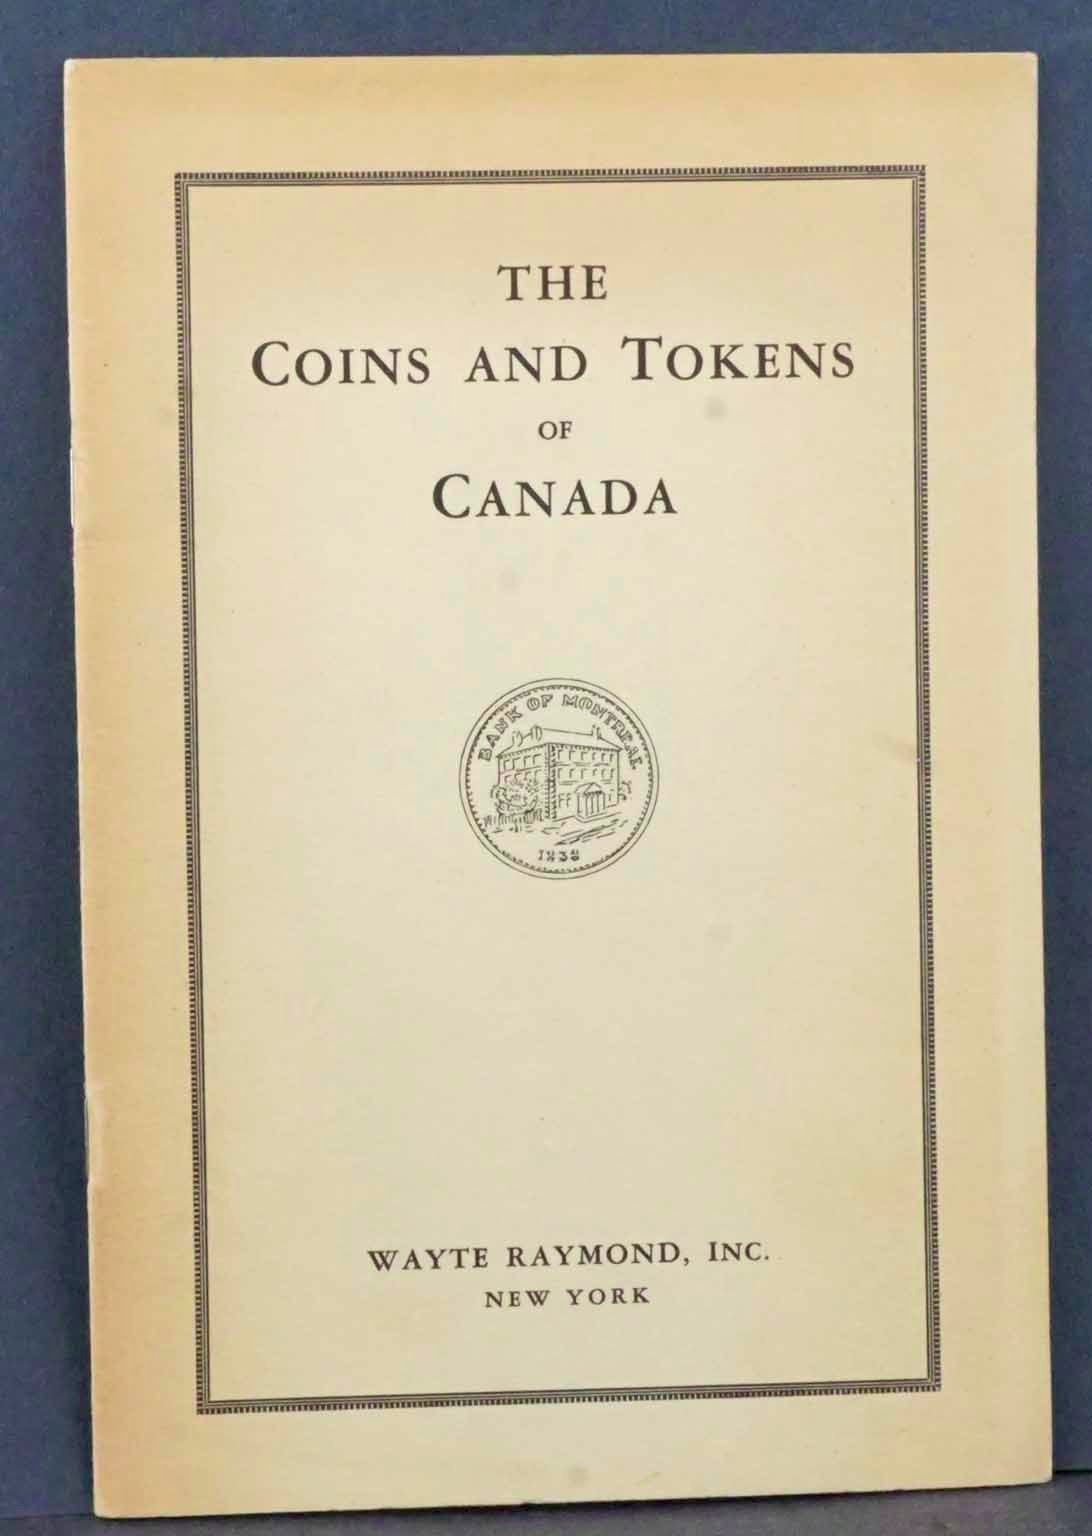 THE
COINS AND TOKENS
OF
CANADA
BANK OF MONTREAL
1838
WAYTE RAYMOND, INC.
NEW YORK